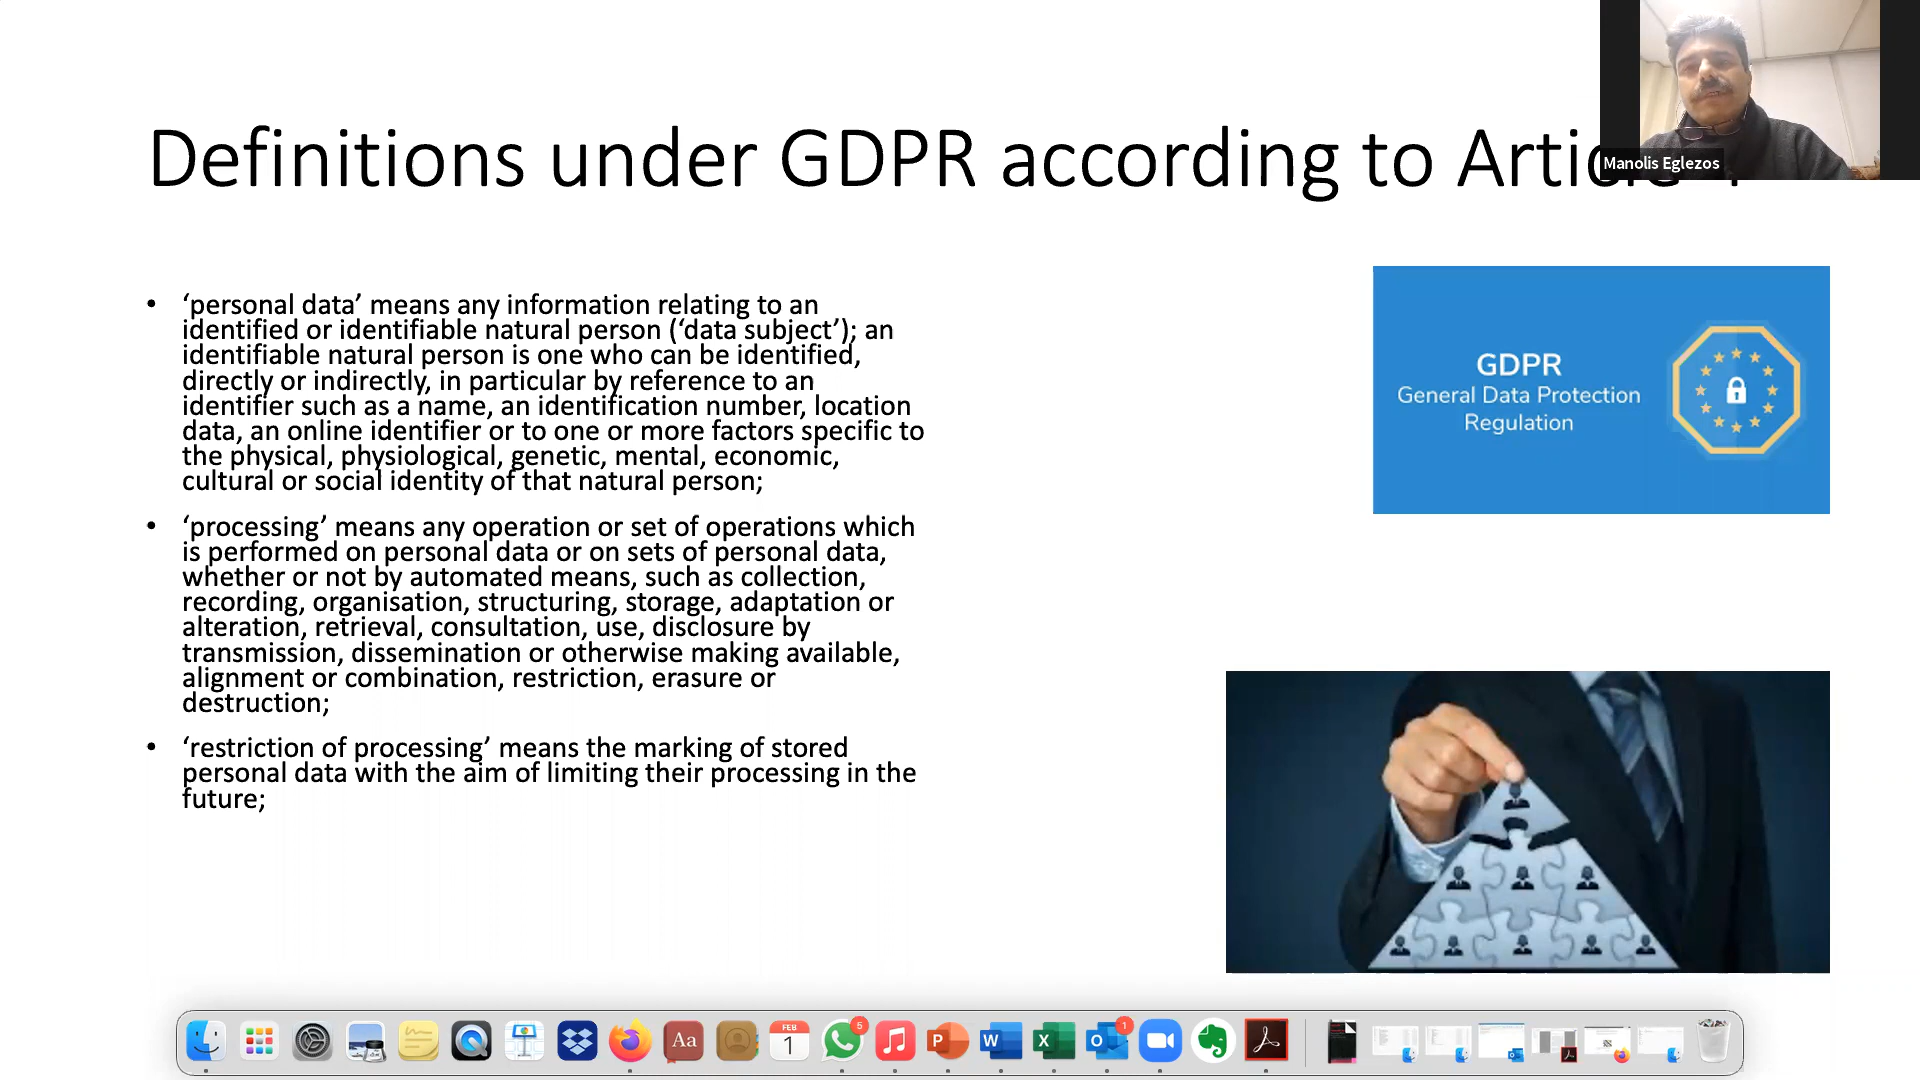 Definitions under GDPR according to Artic
Manolis Eglezos
• ‘personal data’ means any information relating to an
identified or identifiable natural person (‘data subject’); an
identifiable natural person is one who can be identified,
directly or indirectly, in particular by reference to an
identifier such as a name, an identification number, location
data, an online identifier or to one or more factors specific to
the physical, physiological, genetic, mental, economic,
cultural or social identity of that natural person;
• ‘processing’ means any operation or set of operations which
is performed on personal data or on sets of personal data,
whether or not by automated means, such as collection,
recording, organisation, structuring, storage, adaptation or
alteration, retrieval, consultation, use, disclosure by
transmission, dissemination or otherwise making available,
alignment or combination, restriction, erasure or
destruction;
• ‘restriction of processing’ means the marking of stored
personal data with the aim of limiting their processing in the
future;
GDPR
General Data Protection
Regulation
Aa
FEB
1
5
P
W
X
O
1